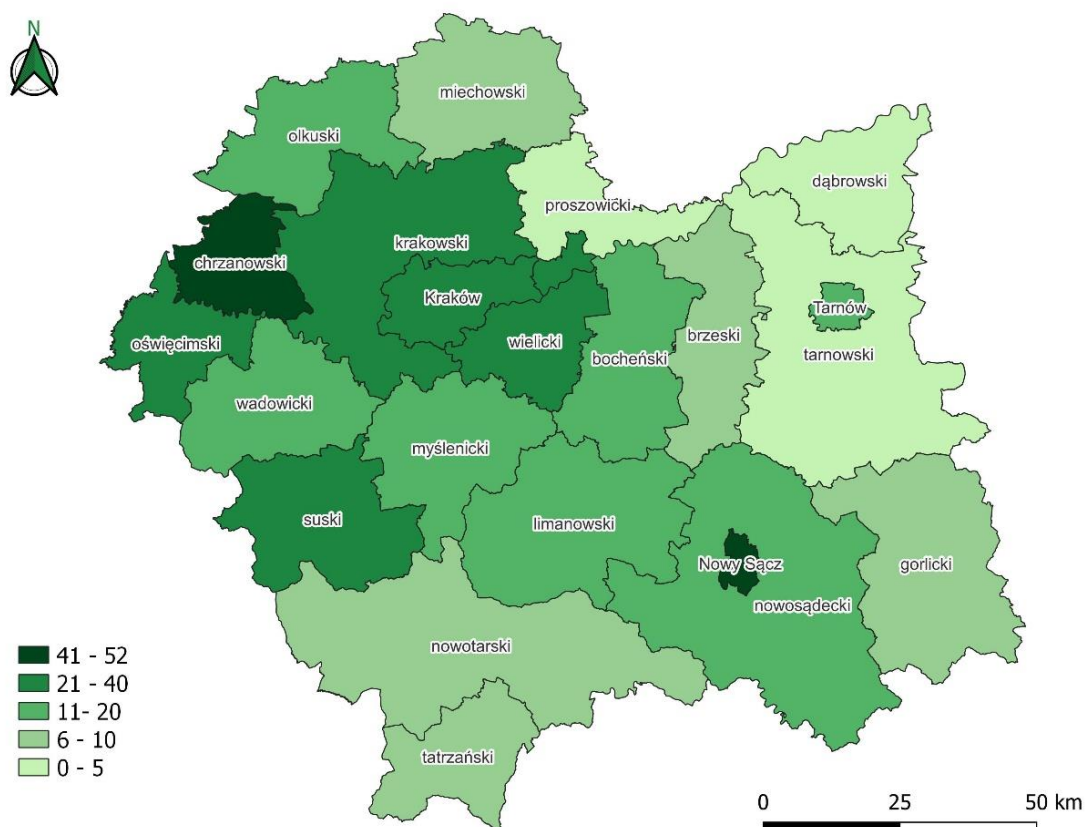 N
miechowski
olkuski
dąbrowski
proszowicki
krakowski
chrzanowski
Kraków
Tarnów
oświęcimski
wielicki
brzeski
bocheński
tarnowski
wadowicki
myślenicki
suski
limanowski
Nowy Sącz
gorlicki
nowosądecki
nowotarski
tatrzański
41 - 52
21 - 40
11- 20
6 - 10
0 - 5
0 25 50 km